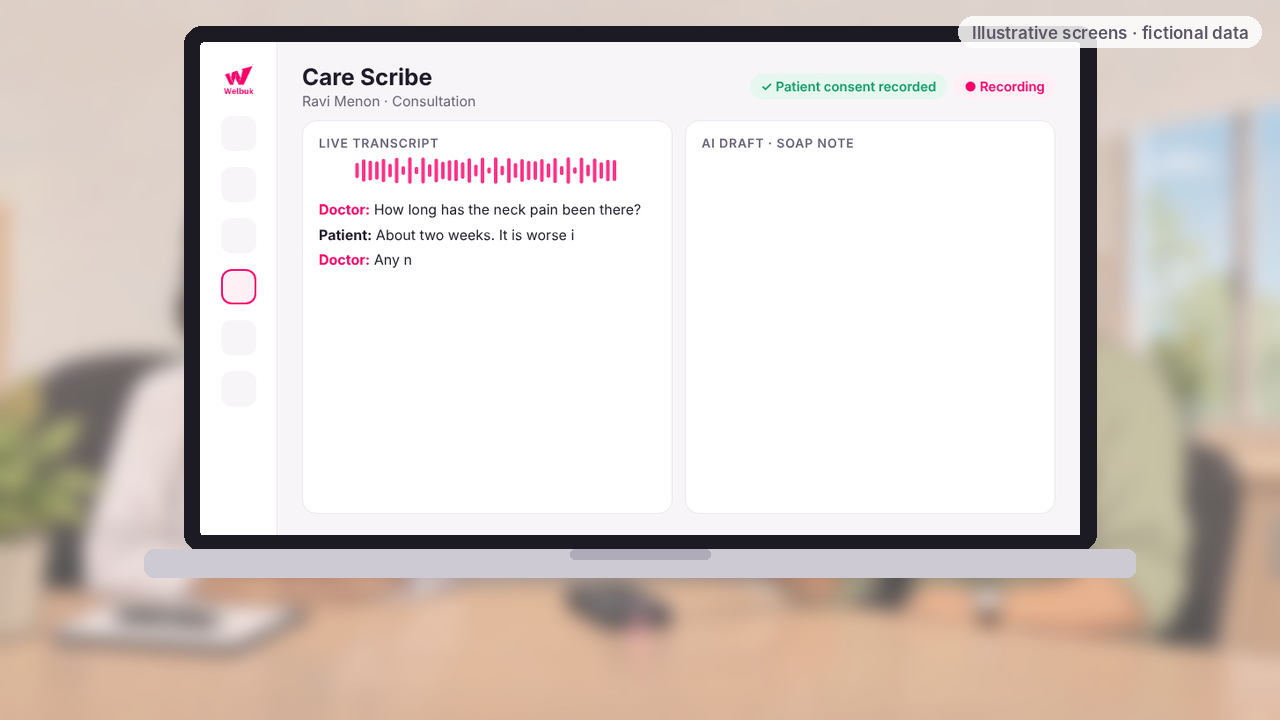 Illustrative screens · fictional data
Welbuk
Care Scribe
Ravi Menon · Consultation
✓ Patient consent recorded
● Recording
LIVE TRANSCRIPT
Doctor: How long has the neck pain been there?
Patient: About two weeks. It is worse i
Doctor: Any n
AI DRAFT · SOAP NOTE